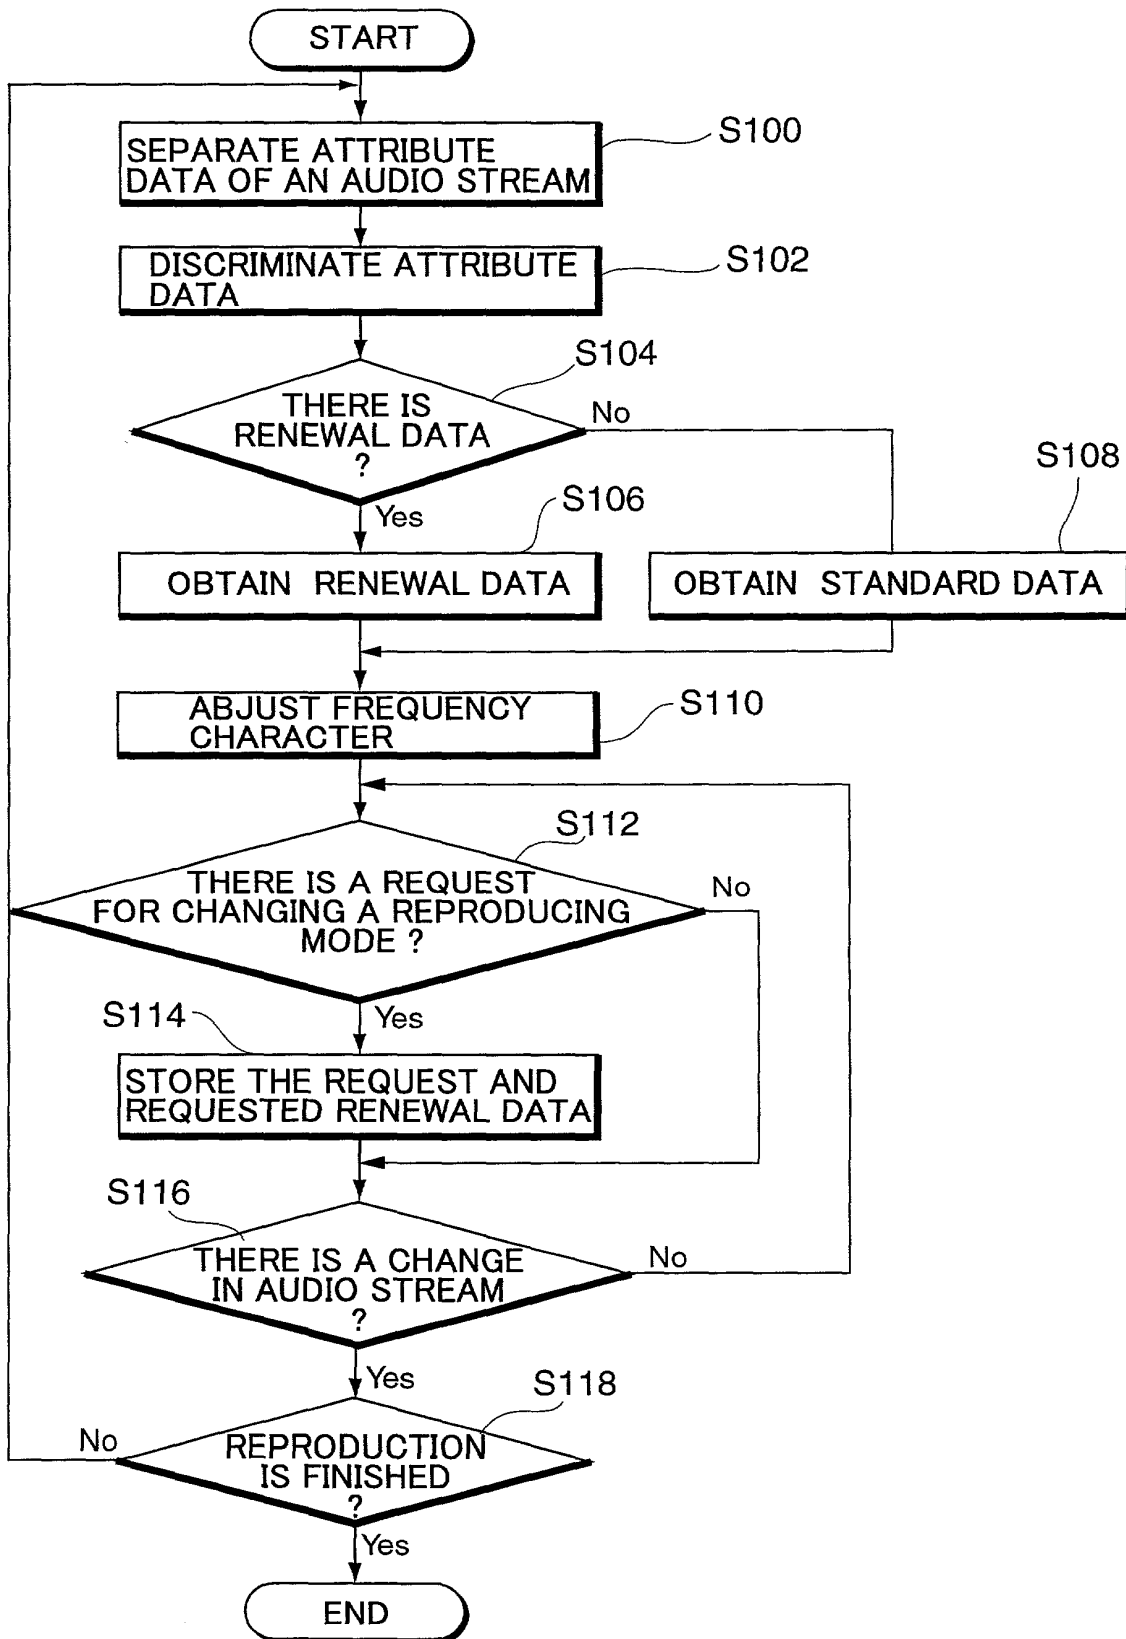 START
S100
SEPARATE ATTRIBUTE
DATA OF AN AUDIO STREAM
S102
DISCRIMINATE ATTRIBUTE
DATA
S104
THERE IS
RENEWAL DATA
?
No
Yes
S106
S108
OBTAIN RENEWAL DATA
OBTAIN STANDARD DATA
S110
ABJUST FREQUENCY
CHARACTER
S112
THERE IS A REQUEST
FOR CHANGING A REPRODUCING
MODE ?
No
Yes
S114
STORE THE REQUEST AND
REQUESTED RENEWAL DATA
S116
THERE IS A CHANGE
IN AUDIO STREAM
?
No
Yes
S118
No
REPRODUCTION
IS FINISHED
?
Yes
END